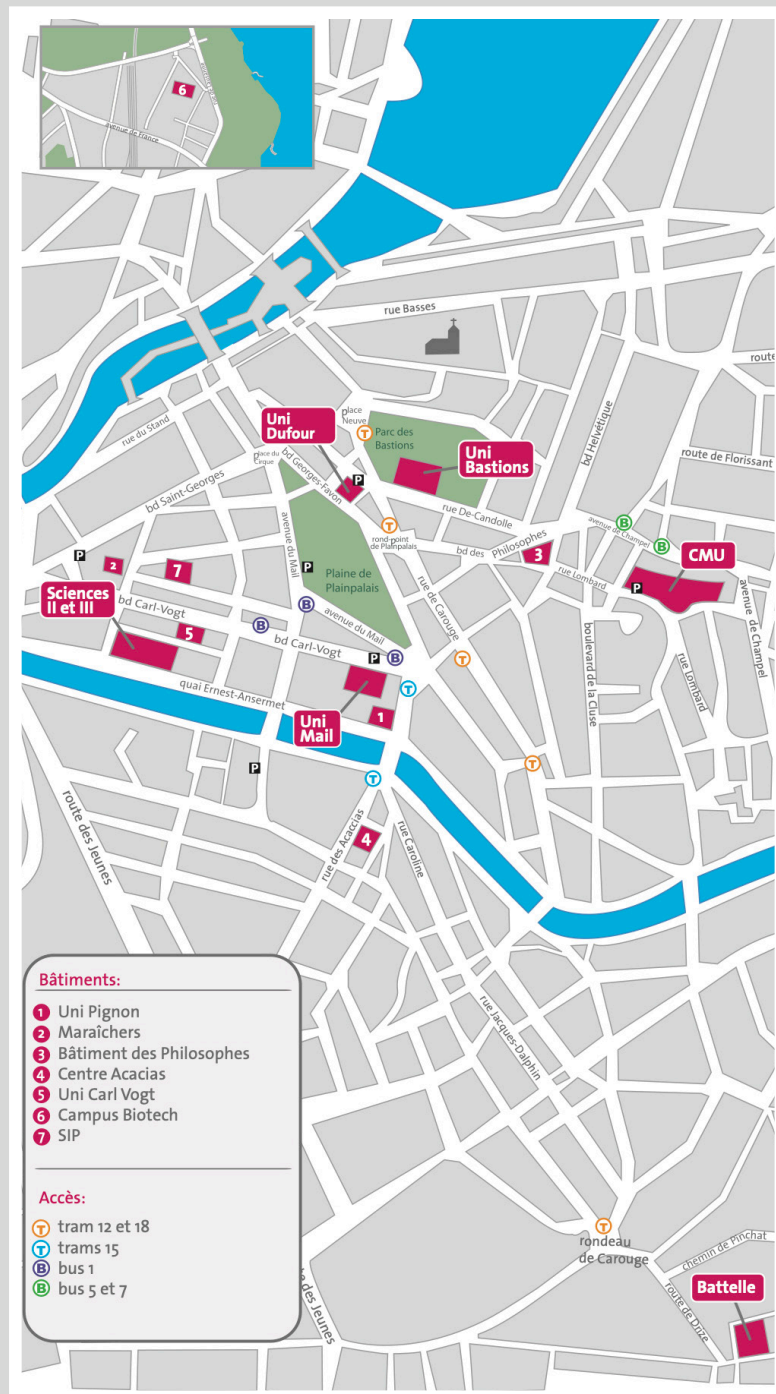 6
avenue de France
rue Basses
route
place
Neuve
Parc des
Bastions
Uni
Dufour
Uni
Bastions
rue du Stand
place du
Cirque
bd Georges-Favon
P
bd Helvétique
route de Florissant
bd Saint-Georges
rue De-Candolle
avenue du Mail
rond-point
de Plainpalais
bd des Philosophes
3
avenue de Champel
B
B
CMU
P
2
7
P
Plaine de
Plainpalais
rue de Carouge
rue Lombard
P
Sciences
II et III
bd Carl-Vogt
5
B
B
avenue du Mail
bd Carl-Vogt
P
B
T
T
T
T
boulevard de la Cluse
rue Lombard
avenue de Champel
quai Ernest-Ansermet
Uni
Mail
1
T
P
T
route des Jeunes
rue des Acaccias
4
rue Caroline
rue Jacques-Dalphin
Bâtiments:
1 Uni Pignon
2 Maraîchers
3 Bâtiment des Philosophes
4 Centre Acacias
5 Uni Carl Vogt
6 Campus Biotech
7 SIP
Accès:
T tram 12 et 18
T trams 15
B bus 1
B bus 5 et 7
des Jeunes
T
rondeau
de Carouge
chemin de Pinchat
route de Drize
Battelle